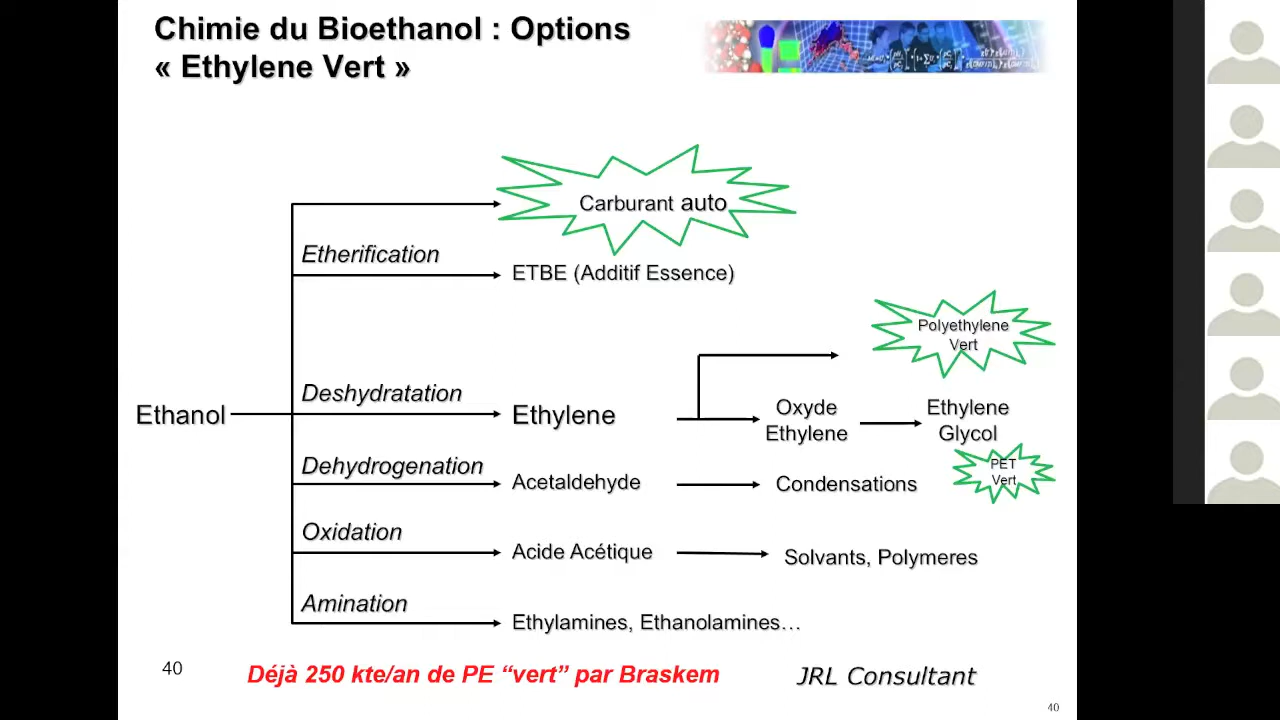 Chimie du Bioethanol : Options
« Ethylene Vert »
Carburant auto
Etherification
ETBE (Additif Essence)
Polyethylene
Vert
Deshydratation
Ethanol
Ethylene
Oxyde
Ethylene
Ethylene
Glycol
PET
Vert
Dehydrogenation
Acetaldehyde
Condensations
Oxidation
Acide Acétique
Solvants, Polymeres
Amination
Ethylamines, Ethanolamines…
40
Déjà 250 kte/an de PE “vert” par Braskem
JRL Consultant
40